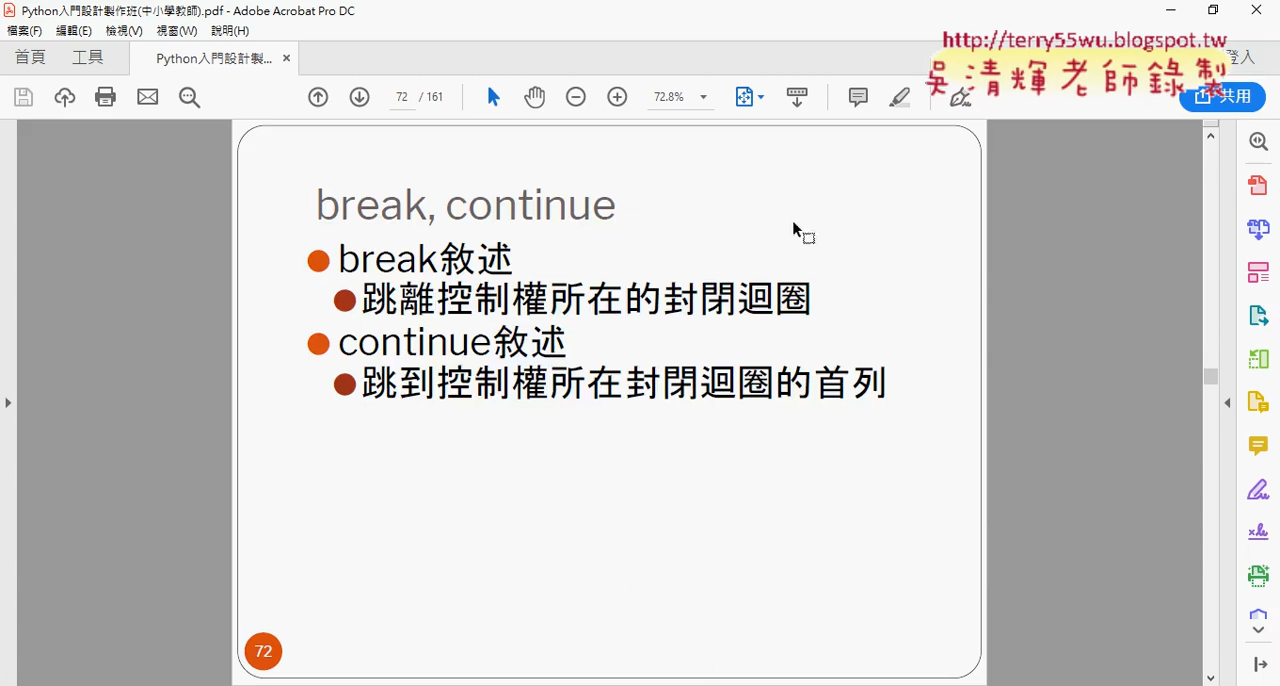 Python入門設計製作班(中小學教師).pdf - Adobe Acrobat Pro DC
檔案(F) 編輯(E) 檢視(V) 視窗(W) 說明(H)
http://terry55wu.blogspot.tw
吳清輝老師錄製
首頁 工具 Python入門設計製... × 登入
72 / 161 72.8% 共用
break, continue
break敘述
跳離控制權所在的封閉迴圈
continue敘述
跳到控制權所在封閉迴圈的首列
72